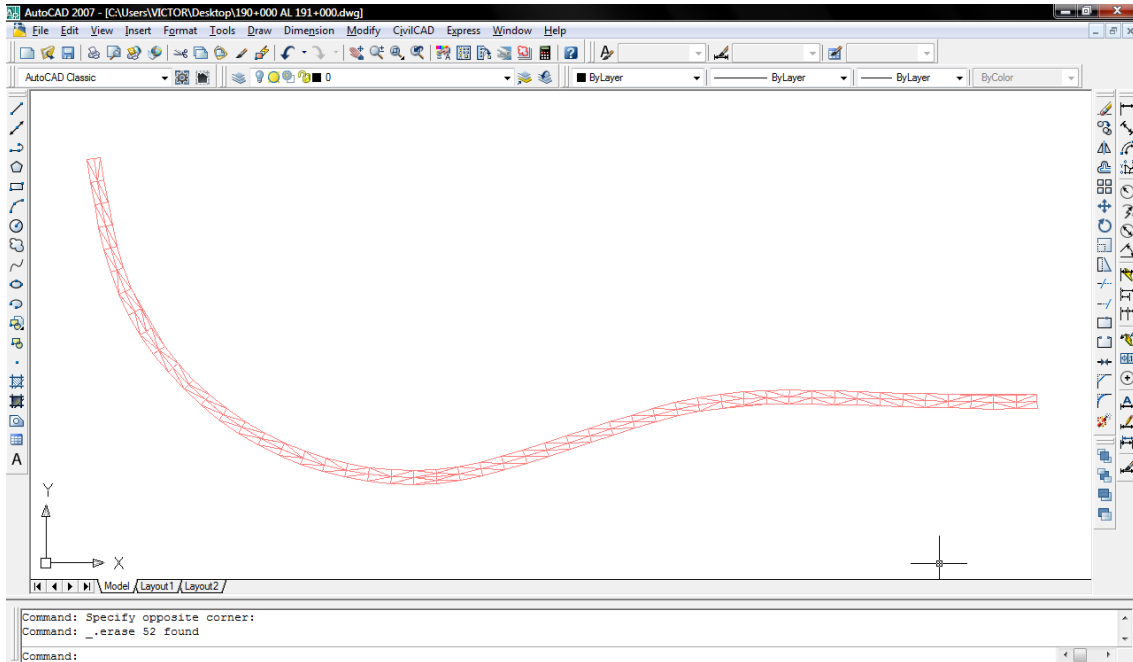 AutoCAD 2007 - [C:\Users\VICTOR\Desktop\190+000 AL 191+000.dwg]
File Edit View Insert Format Tools Draw Dimension Modify CivilCAD Express Window Help
AutoCAD Classic 0 ByLayer ByLayer ByLayer ByColor
Y
X
Model Layout1 Layout2
Command: Specify opposite corner:
Command: _.erase 52 found
Command: